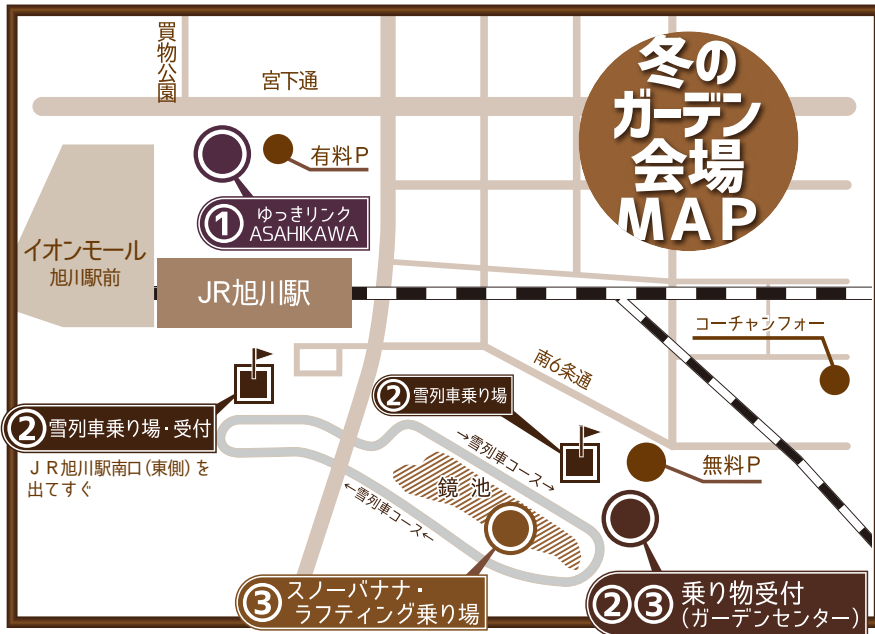 買物公園
宮下通
冬の
ガーデン
会場
MAP
有料P
① ゆっきリンク
ASAHIKAWA
イオンモール
旭川駅前
JR旭川駅
コーチャンフォー
南6条通
② 雪列車乗り場
② 雪列車乗り場・受付
JR旭川駅南口(東側)を
出てすぐ
→雪列車コース→
鏡池
←雪列車コース←
無料P
③ スノーバナナ・
ラフティング乗り場
②③ 乗り物受付
(ガーデンセンター)